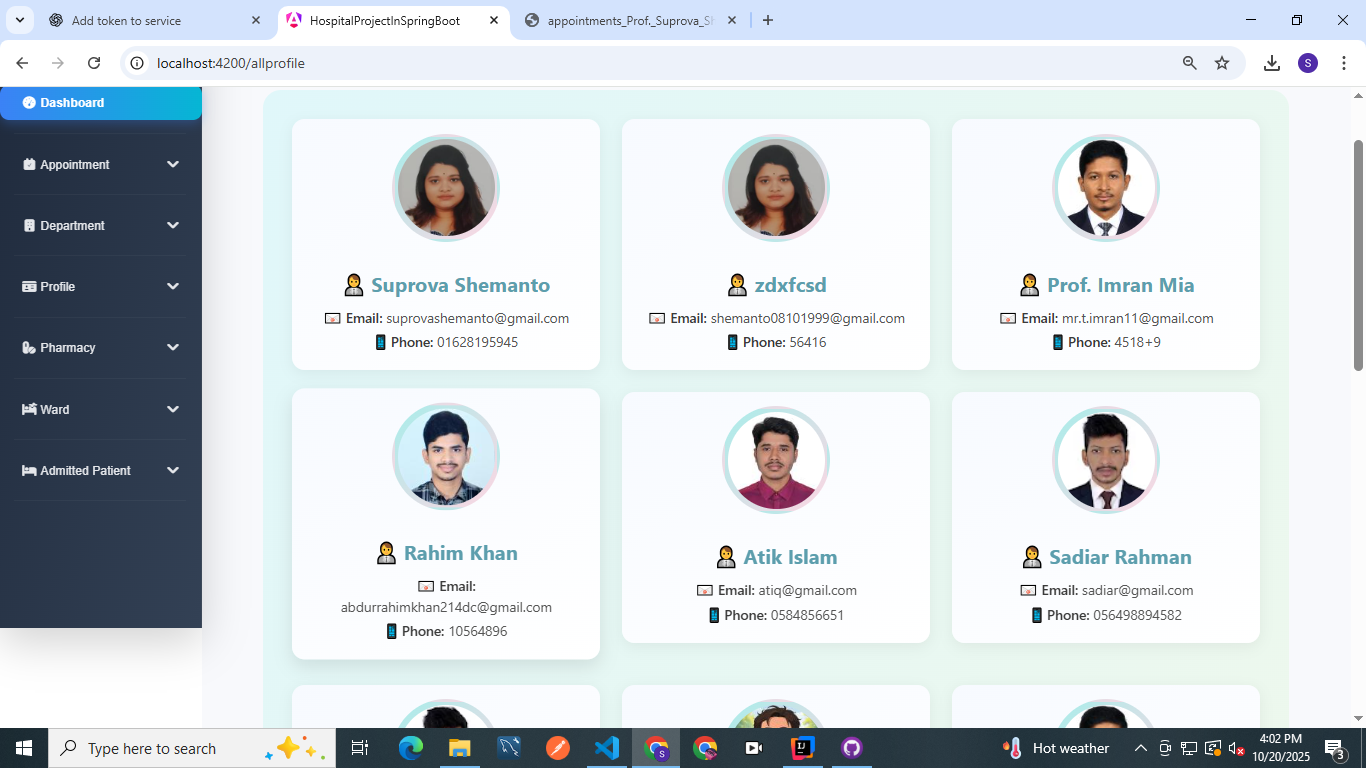 Add token to service
HospitalProjectInSpringBoot
appointments_Prof._Suprova_Sh
localhost:4200/allprofile
S
Dashboard
Appointment
Department
Profile
Pharmacy
Ward
Admitted Patient
Suprova Shemanto
Email: suprovashemanto@gmail.com
Phone: 01628195945
zdxfcsd
Email: shemanto08101999@gmail.com
Phone: 56416
Prof. Imran Mia
Email: mr.t.imran11@gmail.com
Phone: 4518+9
Rahim Khan
Email:
abdurrahimkhan214dc@gmail.com
Phone: 10564896
Atik Islam
Email: atiq@gmail.com
Phone: 0584856651
Sadiar Rahman
Email: sadiar@gmail.com
Phone: 056498894582
Type here to search
S
Hot weather
4:02 PM
10/20/2025
3